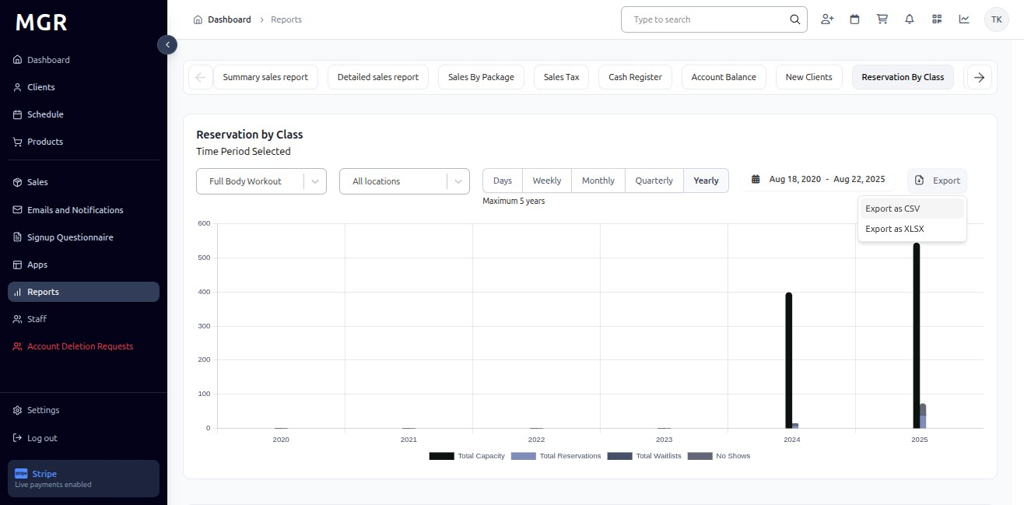 MGR
Dashboard
Clients
Schedule
Products
Sales
Emails and Notifications
Signup Questionnaire
Apps
Reports
Staff
Account Deletion Requests
Settings
Log out
Stripe
Live payments enabled
Dashboard > Reports
Type to search
TK
Summary sales report
Detailed sales report
Sales By Package
Sales Tax
Cash Register
Account Balance
New Clients
Reservation By Class
Reservation by Class
Time Period Selected
Full Body Workout
All locations
Days
Weekly
Monthly
Quarterly
Yearly
Maximum 5 years
Aug 18, 2020 - Aug 22, 2025
Export
Export as CSV
Export as XLSX
600
500
400
300
200
100
0
2020
2021
2022
2023
2024
2025
Total Capacity
Total Reservations
Total Waitlists
No Shows